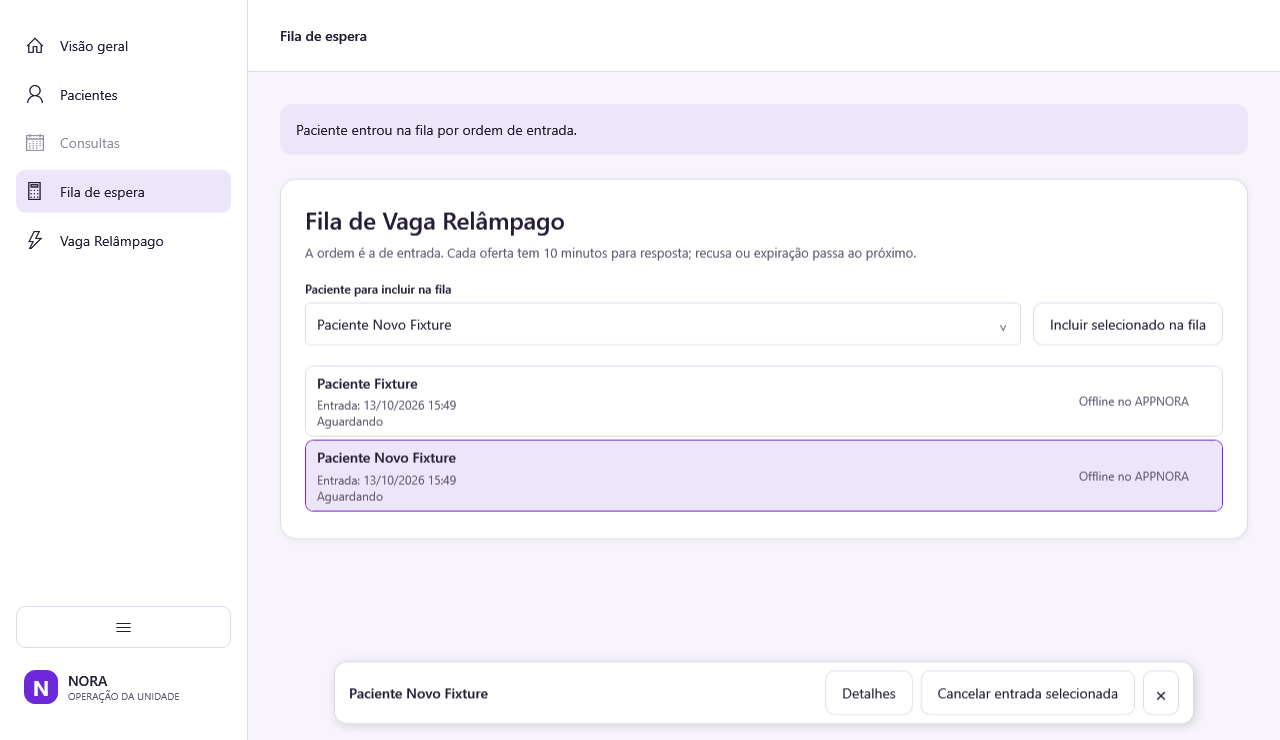 Visão geral
Pacientes
Consultas
Fila de espera
Vaga Relâmpago
N
NORA
OPERAÇÃO DA UNIDADE
Fila de espera
Paciente entrou na fila por ordem de entrada.
Fila de Vaga Relâmpago
A ordem é a de entrada. Cada oferta tem 10 minutos para resposta; recusa ou expiração passa ao próximo.
Paciente para incluir na fila
Paciente Novo Fixture
Incluir selecionado na fila
Paciente Fixture
Entrada: 13/10/2026 15:49
Aguardando
Offline no APPNORA
Paciente Novo Fixture
Entrada: 13/10/2026 15:49
Aguardando
Offline no APPNORA
Paciente Novo Fixture
Detalhes
Cancelar entrada selecionada